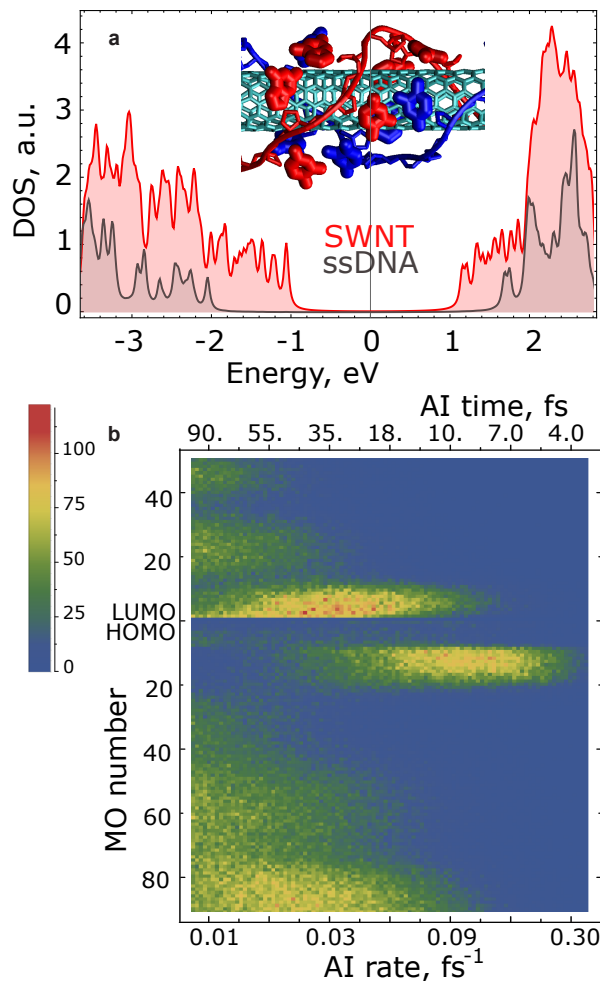 a
4
3
2
1
0
DOS, a.u.
SWNT
ssDNA
-3 -2 -1 0 1 2
Energy, eV
AI time, fs
b
90. 55. 35. 18. 10. 7.0 4.0
100
75
50
25
0
40
20
LUMO
HOMO
20
40
60
80
MO number
0.01 0.03 0.09 0.30
AI rate, fs⁻¹